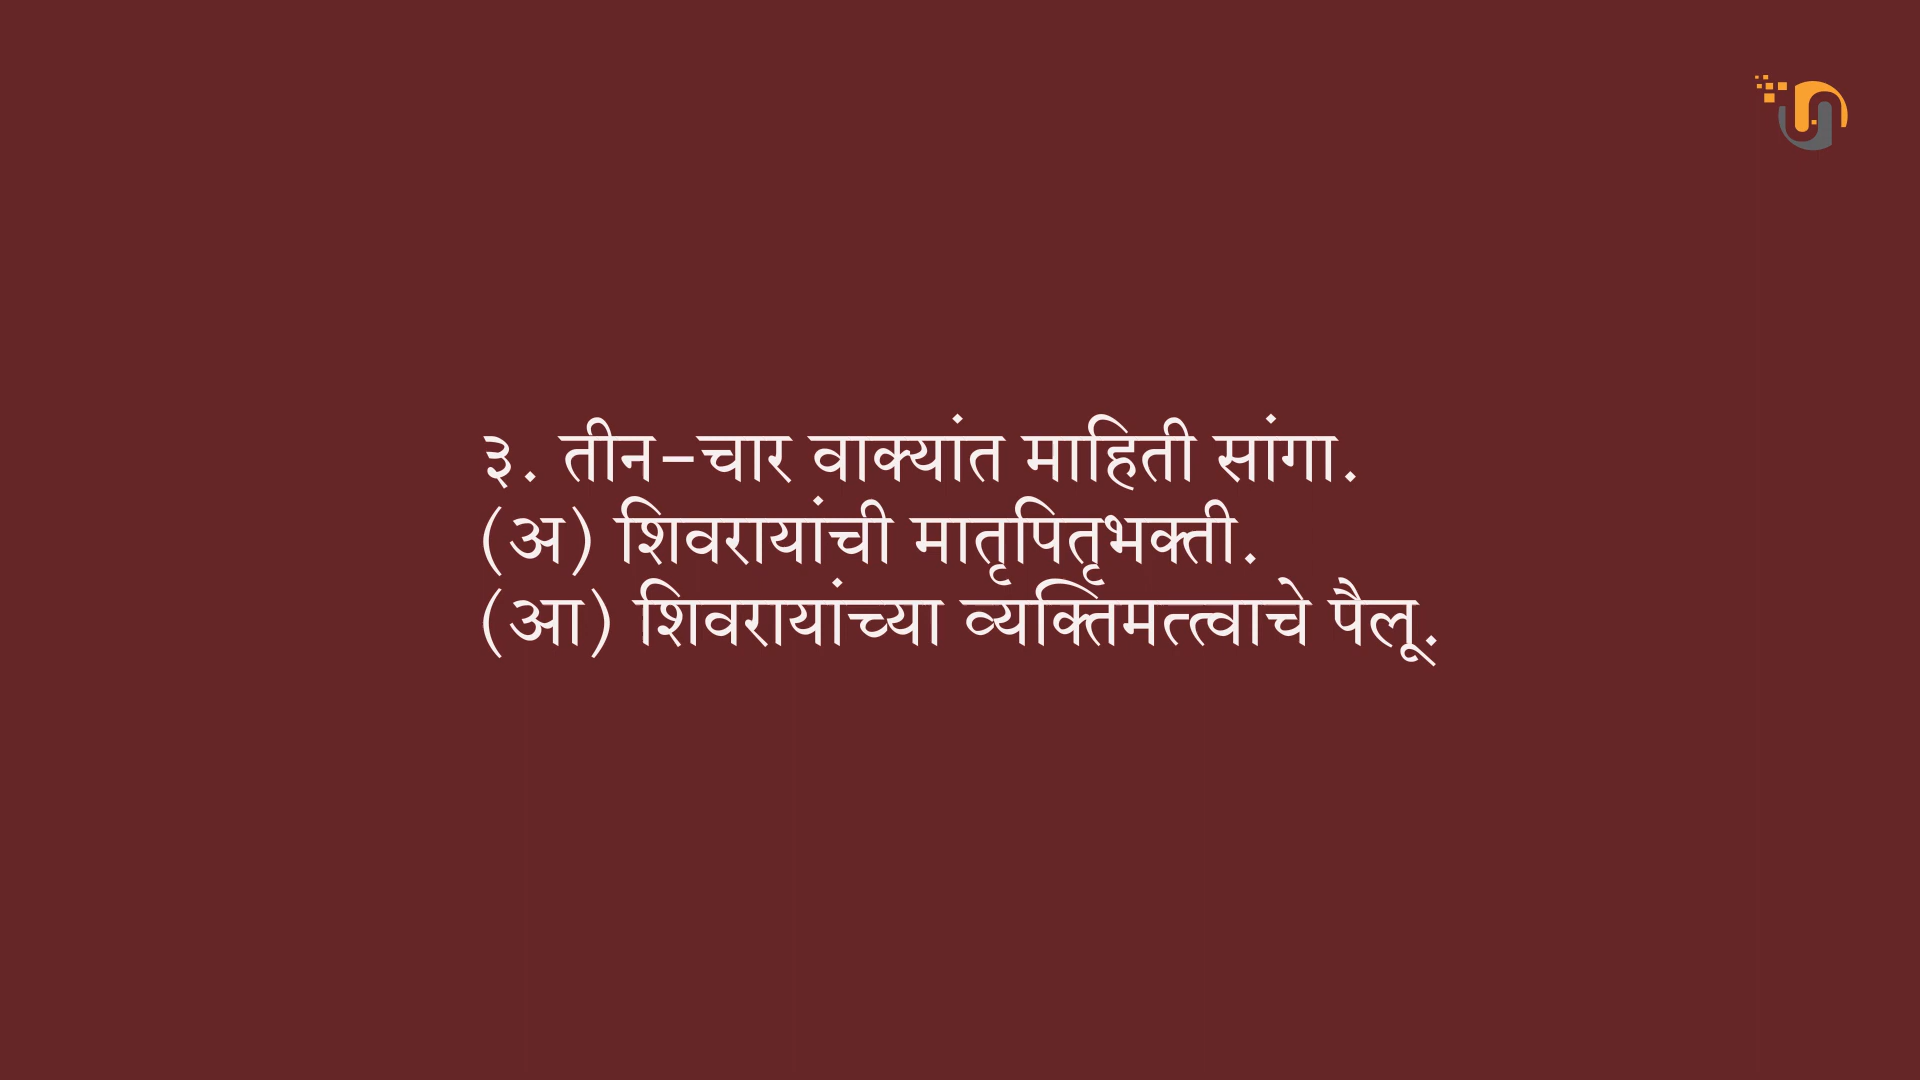 ३. तीन-चार वाक्यांत माहिती सांगा.
(अ) शिवरायांची मातृपितृभक्ती.
(आ) शिवरायांच्या व्यक्तिमत्त्वाचे पैलू.